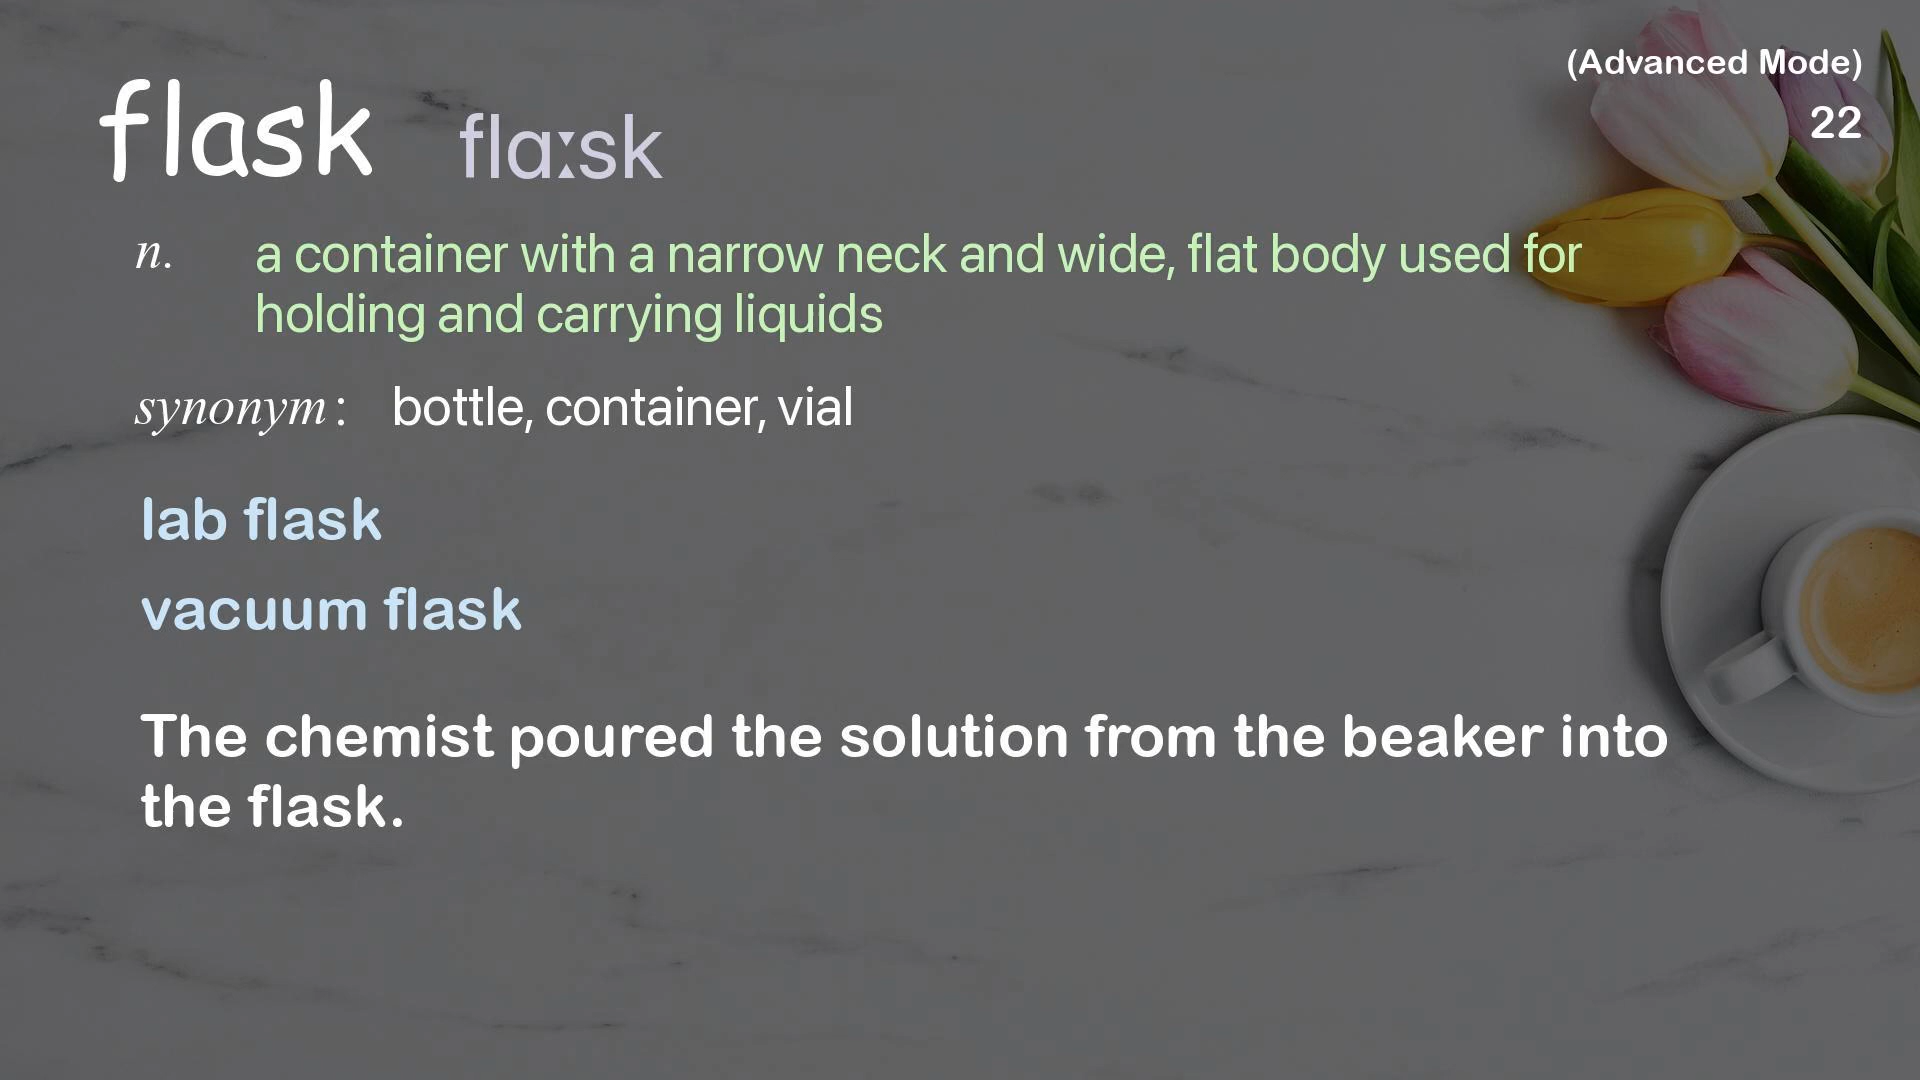 (Advanced Mode)
22
flask flɑːsk
n. a container with a narrow neck and wide, flat body used for
holding and carrying liquids
synonym: bottle, container, vial
lab flask
vacuum flask
The chemist poured the solution from the beaker into
the flask.